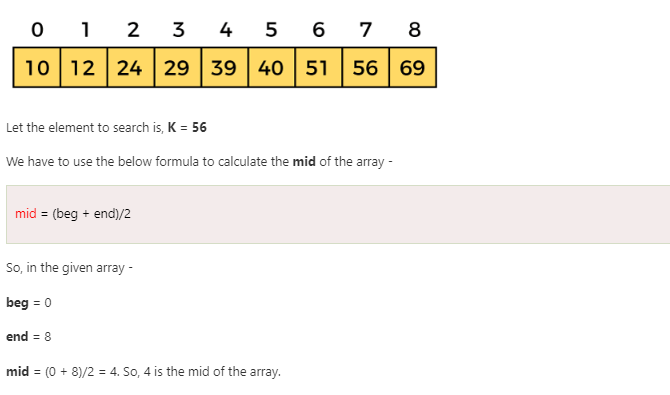 0 1 2 3 4 5 6 7 8
10 12 24 29 39 40 51 56 69
Let the element to search is, K = 56
We have to use the below formula to calculate the mid of the array -
mid = (beg + end)/2
So, in the given array -
beg = 0
end = 8
mid = (0 + 8)/2 = 4. So, 4 is the mid of the array.